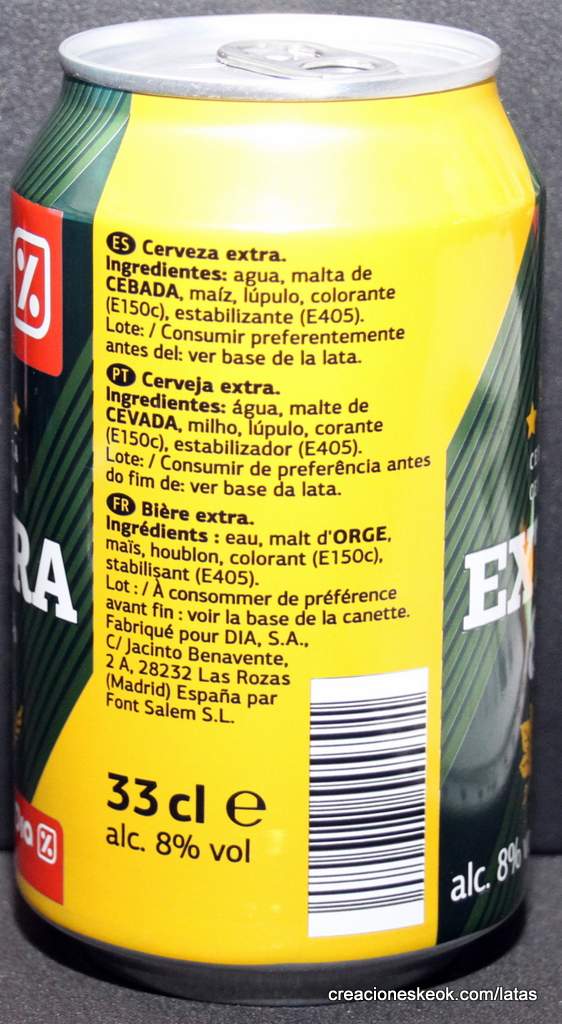 ES Cerveza extra.
Ingredientes: agua, malta de
CEBADA, maíz, lúpulo, colorante
(E150c), estabilizante (E405).
Lote: / Consumir preferentemente
antes del: ver base de la lata.
PT Cerveja extra.
Ingredientes: água, malte de
CEVADA, milho, lúpulo, corante
(E150c), estabilizador (E405).
Lote: / Consumir de preferência antes
do fim de: ver base da lata.
FR Bière extra.
Ingrédients : eau, malt d'ORGE,
maïs, houblon, colorant (E150c),
stabilisant (E405).
Lot : / À consommer de préférence
avant fin : voir la base de la canette.
Fabriqué pour DIA, S.A.,
C/ Jacinto Benavente,
2 A, 28232 Las Rozas
(Madrid) España par
Font Salem S.L.
33 cl e
alc. 8% vol
RA
EX
alc. 8% v
creacioneskeok.com/latas